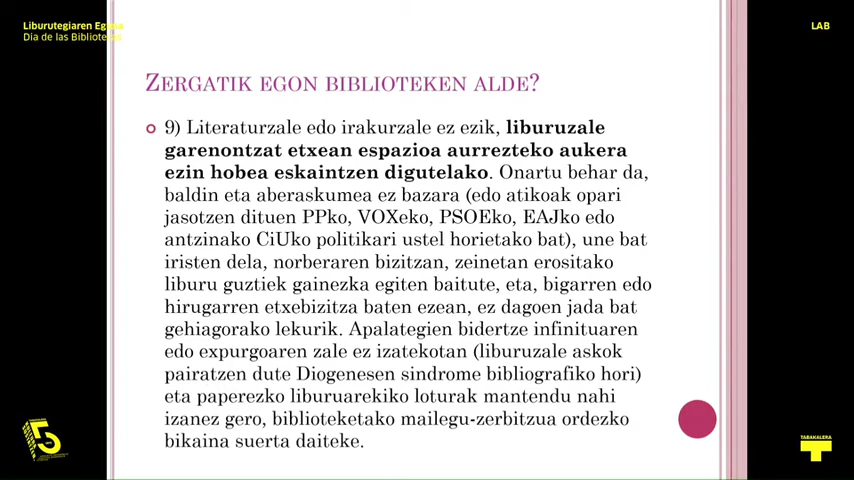 Liburutegiaren Eguna
Día de las Bibliotecas
LAB
ZERGATIK EGON BIBLIOTEKEN ALDE?
9) Literaturzale edo irakurzale ez ezik, liburuzale
garenontzat etxean espazioa aurrezteko aukera
ezin hobea eskaintzen digutelako. Onartu behar da,
baldin eta aberaskumea ez bazara (edo atikoak opari
jasotzen dituen PPko, VOXeko, PSOEko, EAJko edo
antzinako CiUko politikari ustel horietako bat), une bat
iristen dela, norberaren bizitzan, zeinetan erositako
liburu guztiek gainezka egiten baitute, eta, bigarren edo
hirugarren etxebizitza baten ezean, ez dagoen jada bat
gehiagorako lekurik. Apalategien bidertze infinituaren
edo expurgoaren zale ez izatekotan (liburuzale askok
pairatzen dute Diogenesen sindrome bibliografiko hori)
eta paperezko liburuarekiko loturak mantendu nahi
izanez gero, biblioteketako mailegu-zerbitzua ordezko
bikaina suerta daiteke.
TABAKALERA